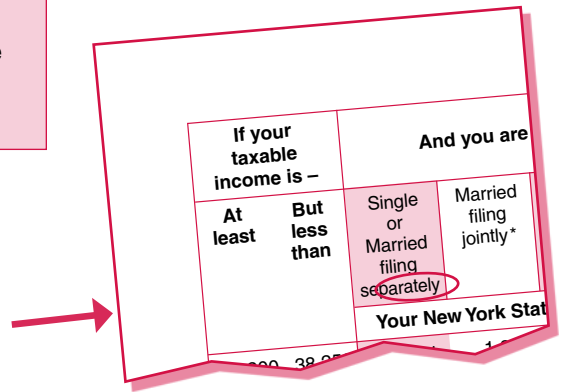 If your
taxable
income is –
And you are
At
least
But
less
than
Single
or
Married
filing
separately
Married
filing
jointly*
Your New York Stat